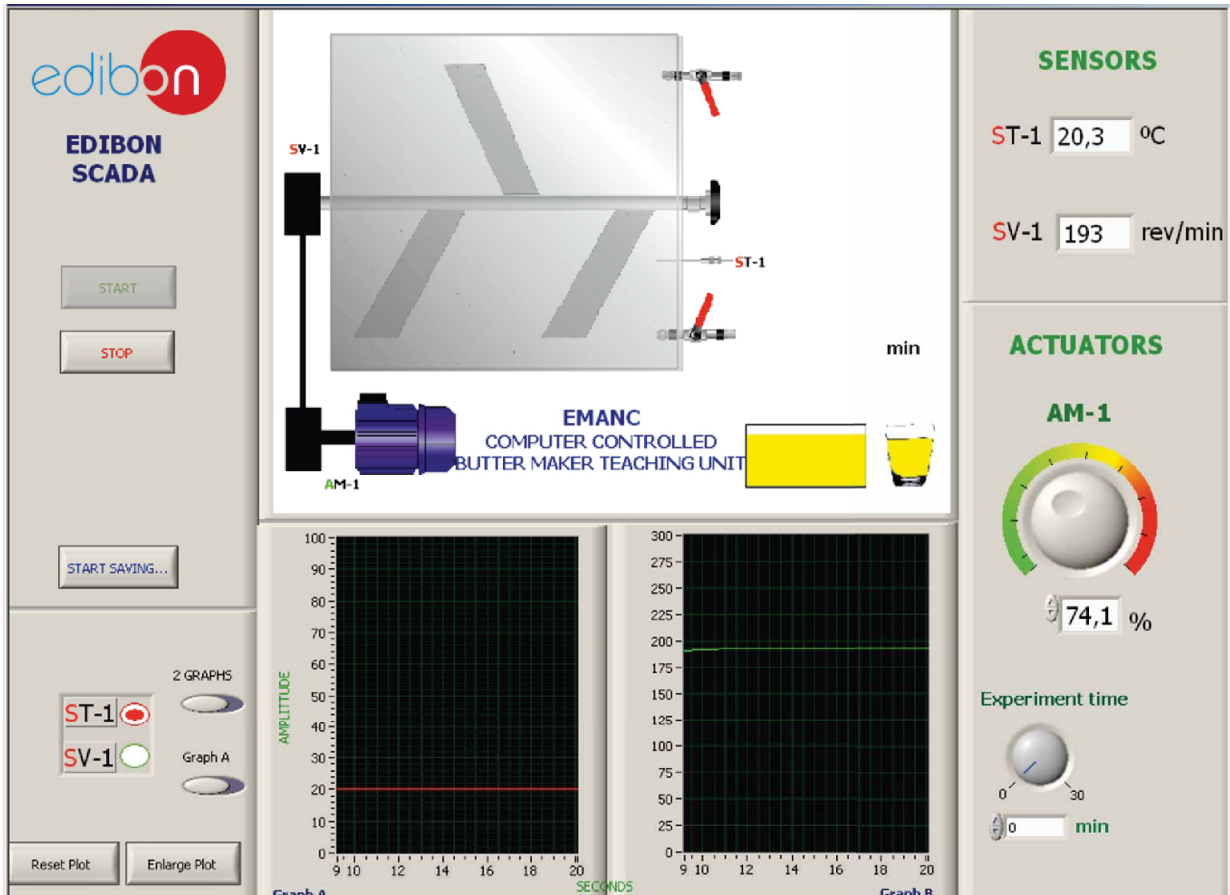 edibon
EDIBON
SCADA
START
STOP
START SAVING...
ST-1
SV-1
2 GRAPHS
Graph A
Reset Plot
Enlarge Plot
SV-1
ST-1
min
EMANC
COMPUTER CONTROLLED
BUTTER MAKER TEACHING UNIT
AM-1
100
90
80
70
60
50
40
30
20
10
0
AMPLITTUDE
9 10 12 14 16 18 20
Graph A
SECONDS
300
275
250
225
200
175
150
125
100
75
50
25
0
9 10 12 14 16 18 20
Graph B
SENSORS
ST-1 20,3 ºC
SV-1 193 rev/min
ACTUATORS
AM-1
74,1 %
Experiment time
0 30
0 min